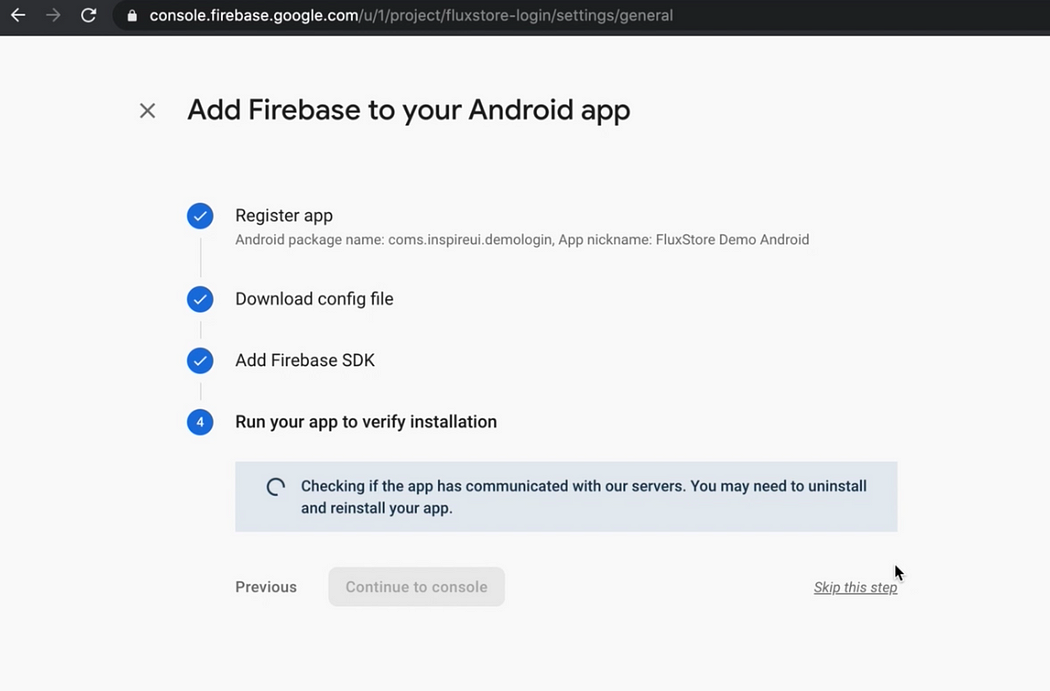 console.firebase.google.com/u/1/project/fluxstore-login/settings/general
Add Firebase to your Android app
Register app
Android package name: coms.inspireui.demologin, App nickname: FluxStore Demo Android
Download config file
Add Firebase SDK
4 Run your app to verify installation
Checking if the app has communicated with our servers. You may need to uninstall
and reinstall your app.
Previous Continue to console Skip this step